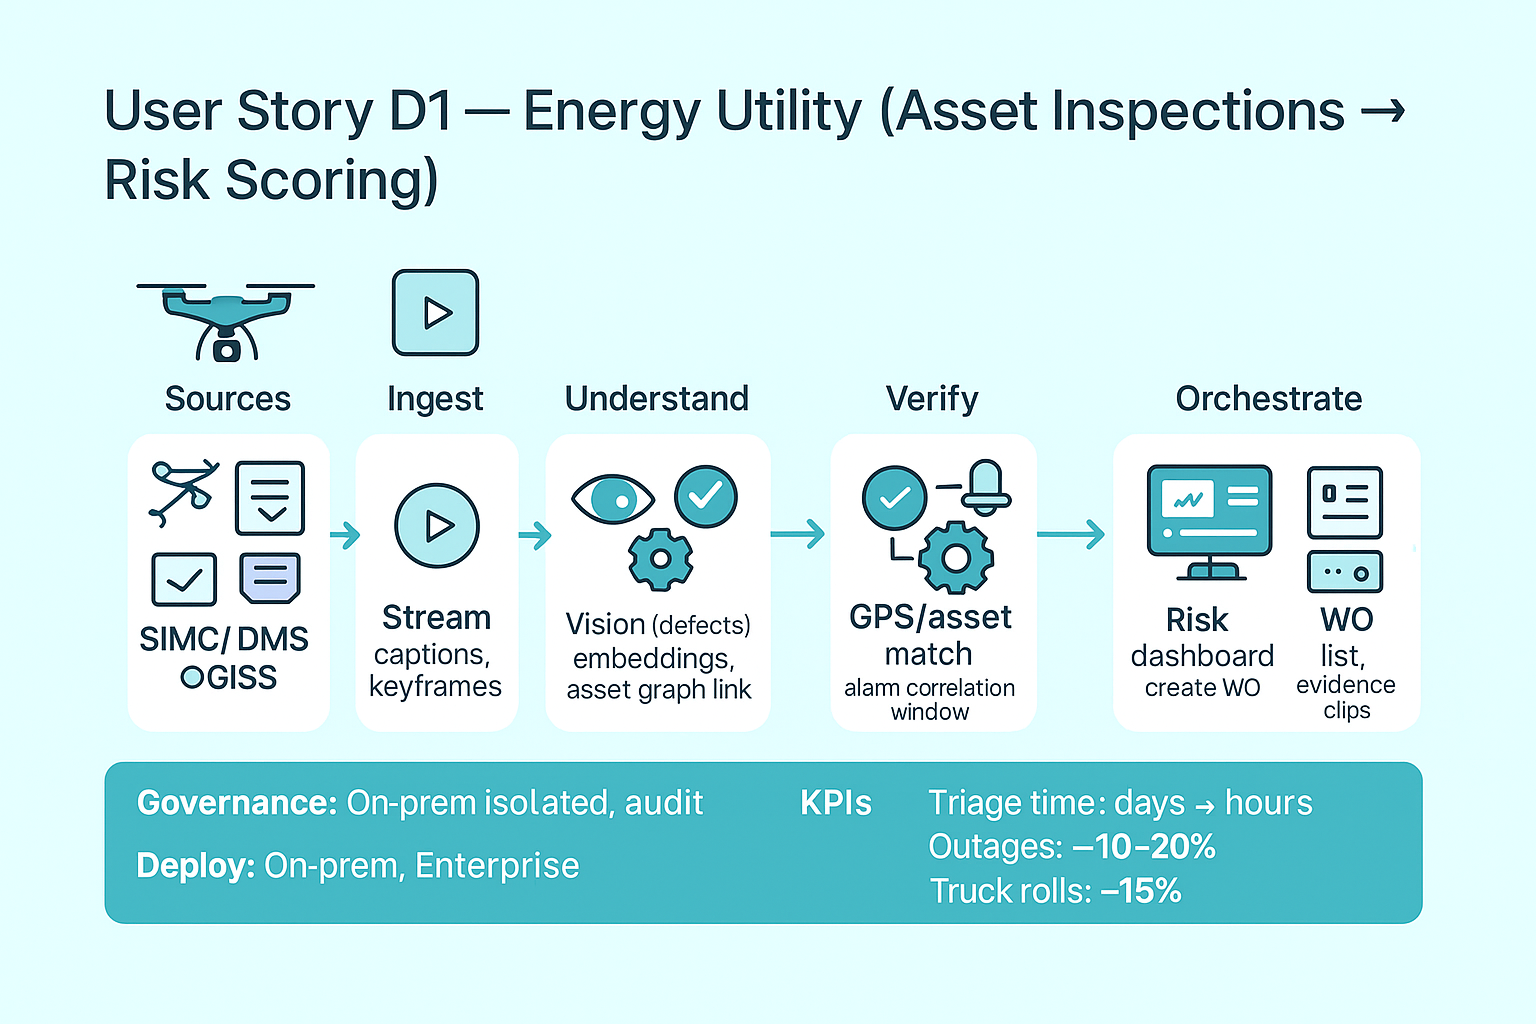 User Story D1 — Energy Utility (Asset Inspections →
Risk Scoring)
Sources
Ingest
Understand
Verify
Orchestrate
SIMC/ DMS
GISS
Stream
captions,
keyframes
Vision (defects)
embeddings,
asset graph link
GPS/asset
match
alarm correlation
window
Risk
dashboard
create WO
WO
list,
evidence
clips
Governance: On-prem isolated, audit
Deploy: On-prem, Enterprise
KPIs
Triage time: days → hours
Outages: –10–20%
Truck rolls: –15%